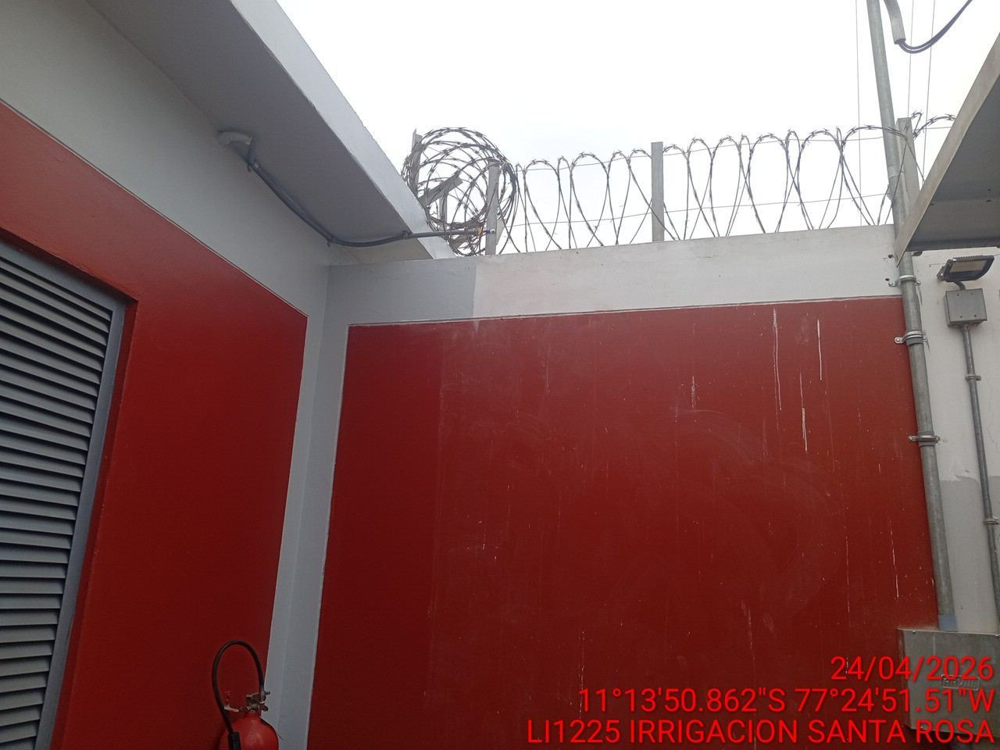 24/04/2026
11°13'50.862"S 77°24'51.51"W
LI1225 IRRIGACION SANTA ROSA